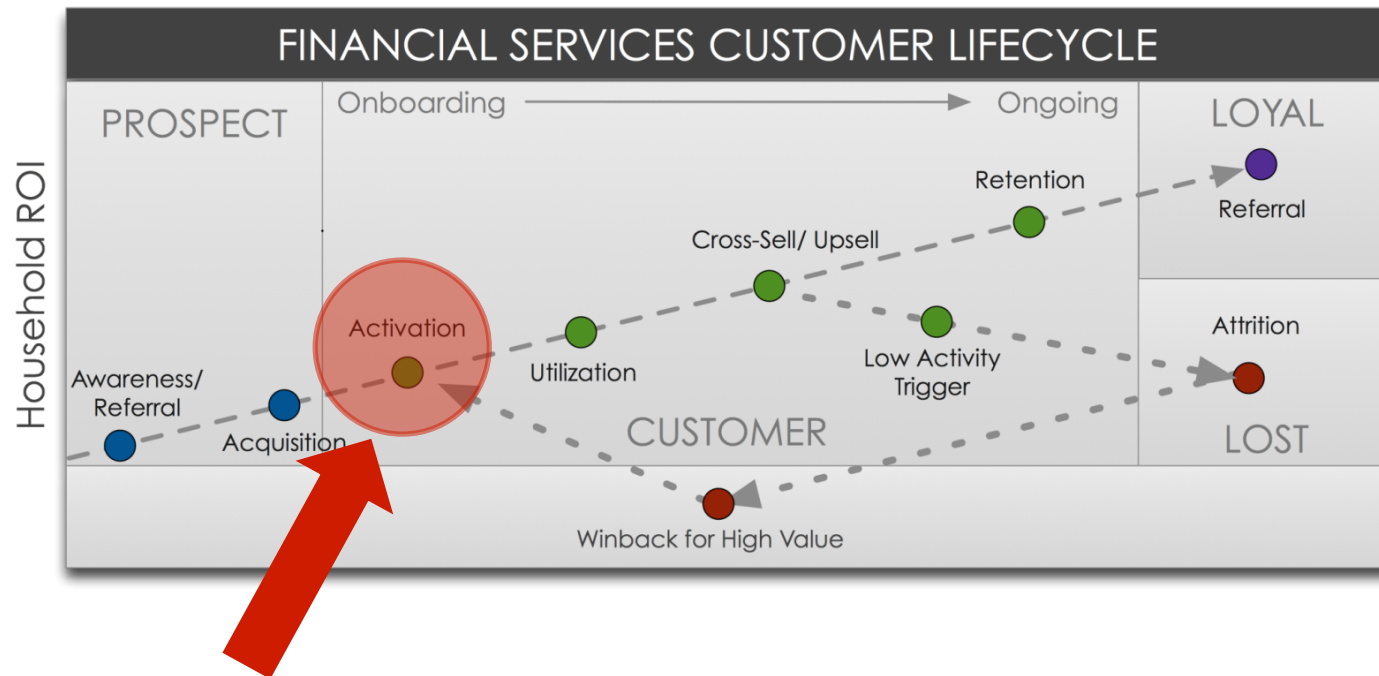 FINANCIAL SERVICES CUSTOMER LIFECYCLE
Household ROI
PROSPECT
Onboarding
Ongoing
LOYAL
Retention
Referral
Cross-Sell/ Upsell
Activation
Utilization
Low Activity
Trigger
Attrition
Awareness/
Referral
Acquisition
CUSTOMER
LOST
Winback for High Value